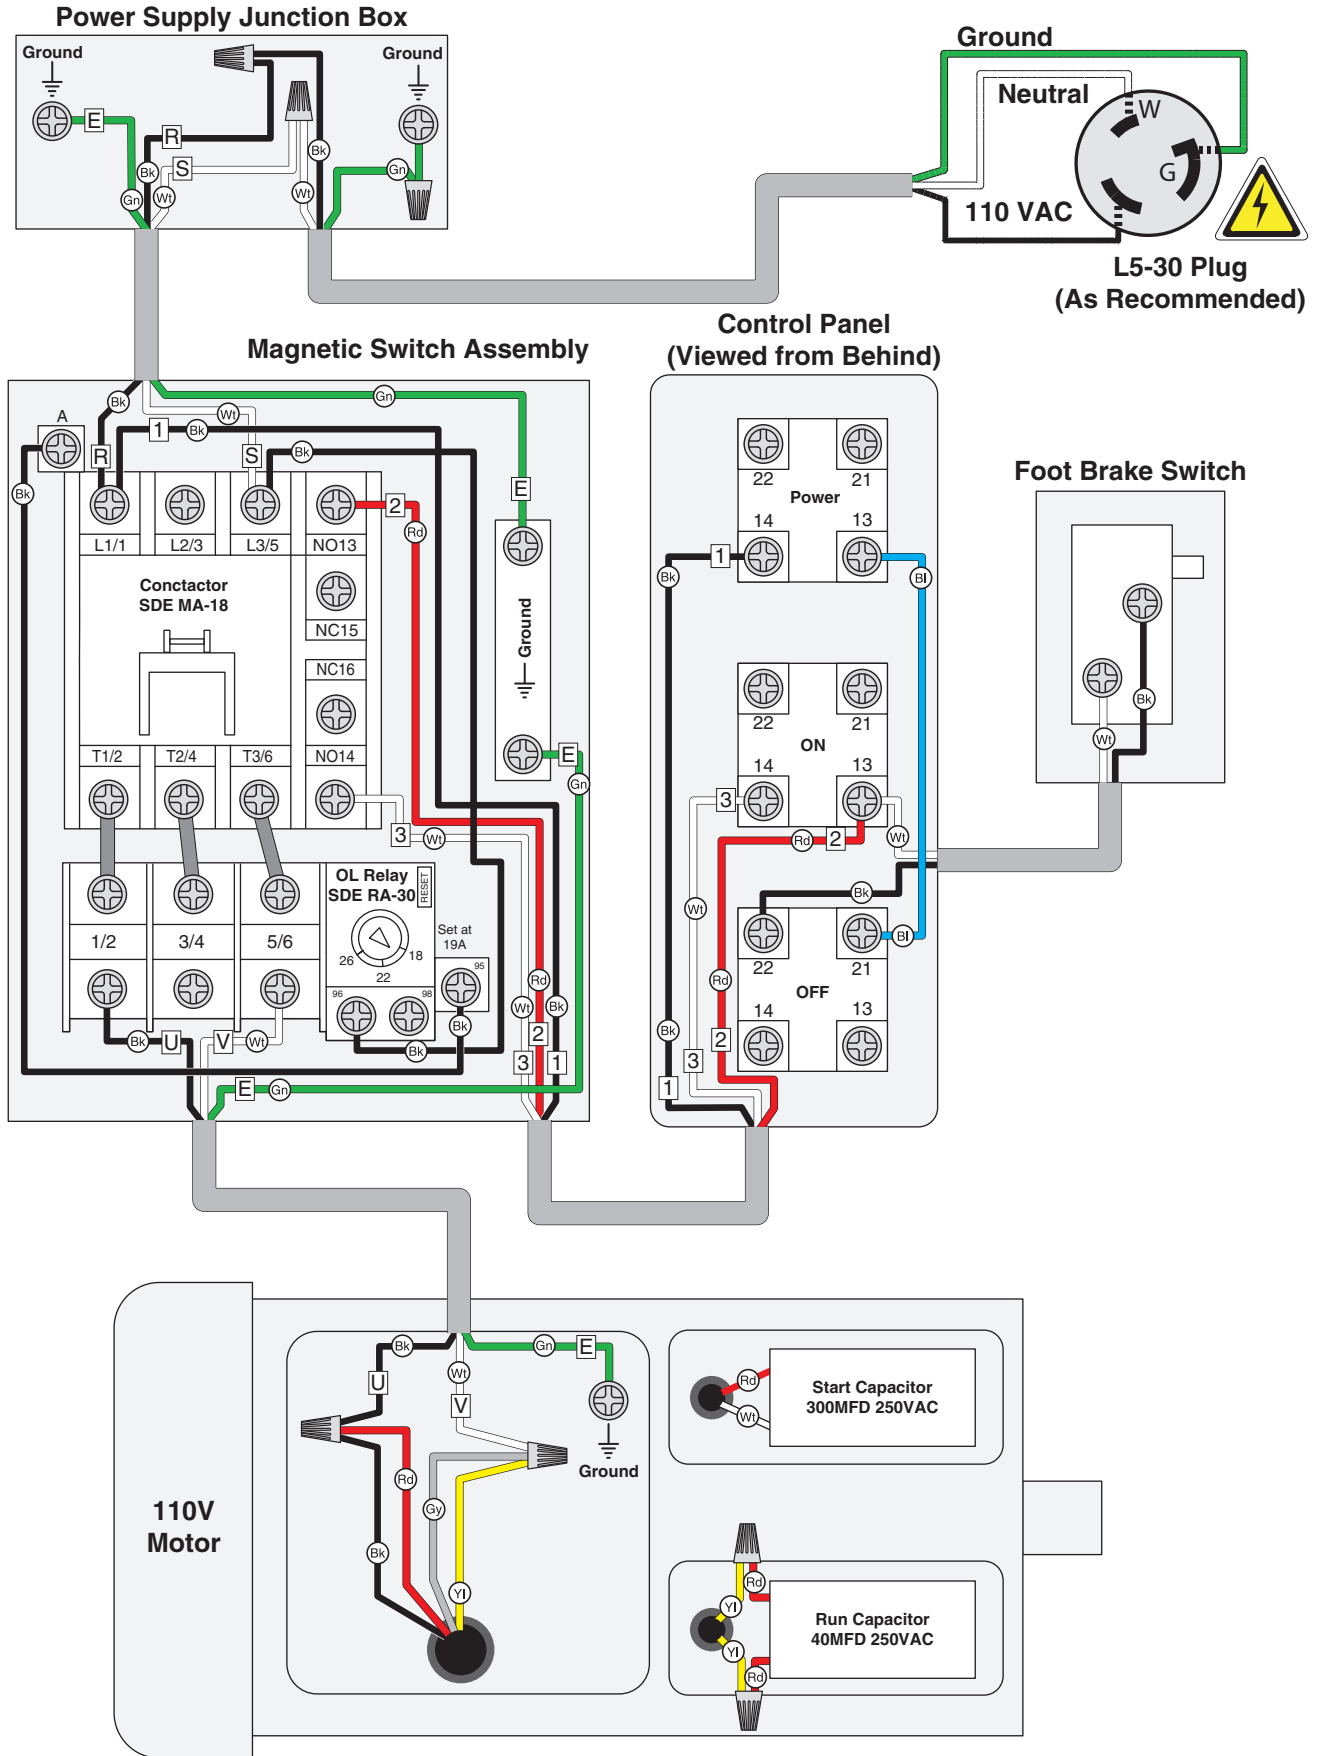 Power Supply Junction Box
Ground
Ground
E
R
S
Bk
Bk
Gn
Wt
Wt
Gn
Ground
Neutral
W
G
110 VAC
L5-30 Plug
(As Recommended)
Magnetic Switch Assembly
A
Bk
Gn
Wt
1
Bk
R
S
Bk
Bk
E
2
Rd
L1/1
L2/3
L3/5
NO13
Conctactor
SDE MA-18
NC15
NC16
Ground
T1/2
T2/4
T3/6
NO14
E
Gn
3
Wt
OL Relay
SDE RA-30
RESET
Set at
19A
26
18
22
1/2
3/4
5/6
95
96
98
Rd
Wt
Bk
Bk
Bk
U
V
Wt
Bk
2
3
1
E
Gn
Control Panel
(Viewed from Behind)
22
21
Power
14
13
1
Bk
Bl
22
21
ON
14
13
3
Rd
2
Wt
Bk
Wt
Bl
22
21
OFF
14
13
Rd
Bk
2
3
1
Foot Brake Switch
Bk
Wt
110V
Motor
Bk
Gn
E
U
Wt
V
Ground
Rd
Gy
Bk
Yl
Rd
Wt
Start Capacitor
300MFD 250VAC
Rd
Yl
Yl
Rd
Run Capacitor
40MFD 250VAC